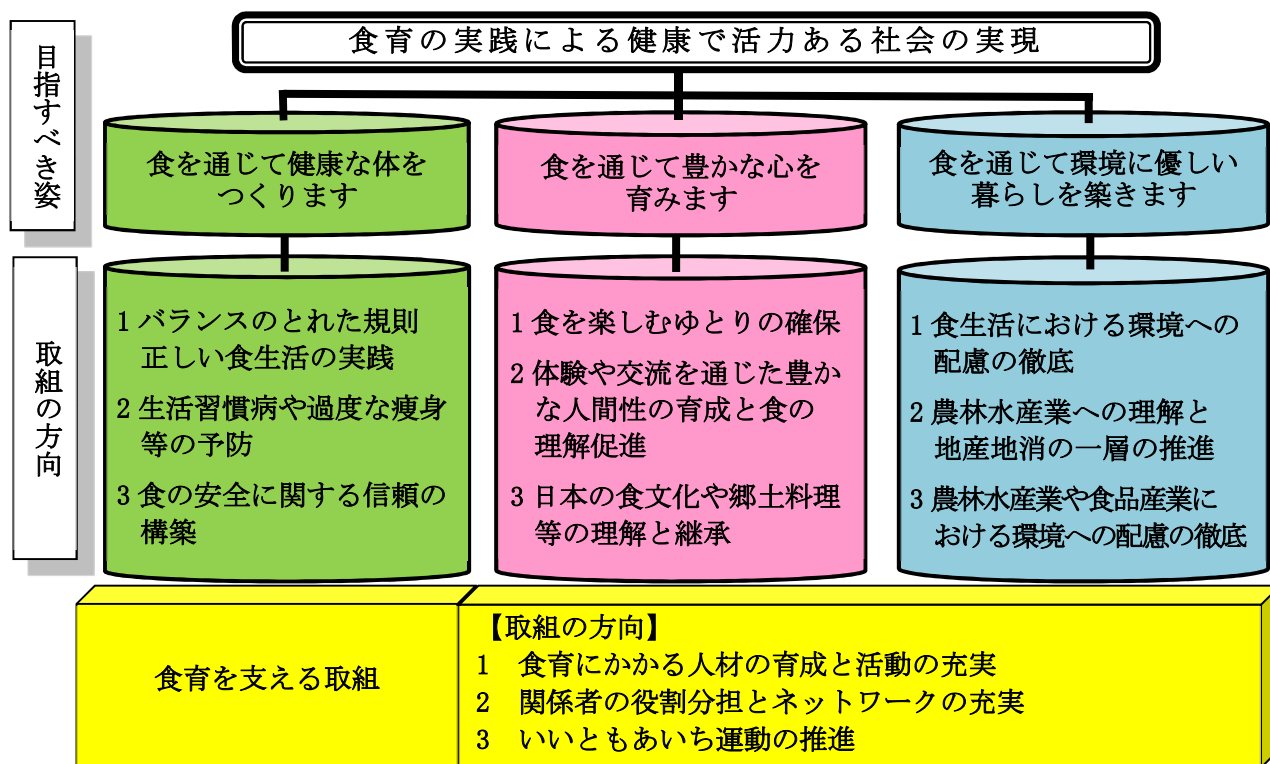 目指すべき姿
食育の実践による健康で活力ある社会の実現
食を通じて健康な体を
つくります
食を通じて豊かな心を
育みます
食を通じて環境に優しい
暮らしを築きます
取組の方向
1 バランスのとれた規則
正しい食生活の実践
2 生活習慣病や過度な痩身
等の予防
3 食の安全に関する信頼の
構築
1 食を楽しむゆとりの確保
2 体験や交流を通じた豊か
な人間性の育成と食の
理解促進
3 日本の食文化や郷土料理
等の理解と継承
1 食生活における環境への
配慮の徹底
2 農林水産業への理解と
地産地消の一層の推進
3 農林水産業や食品産業に
おける環境への配慮の徹底
食育を支える取組
【取組の方向】
1 食育にかかる人材の育成と活動の充実
2 関係者の役割分担とネットワークの充実
3 いいともあいち運動の推進